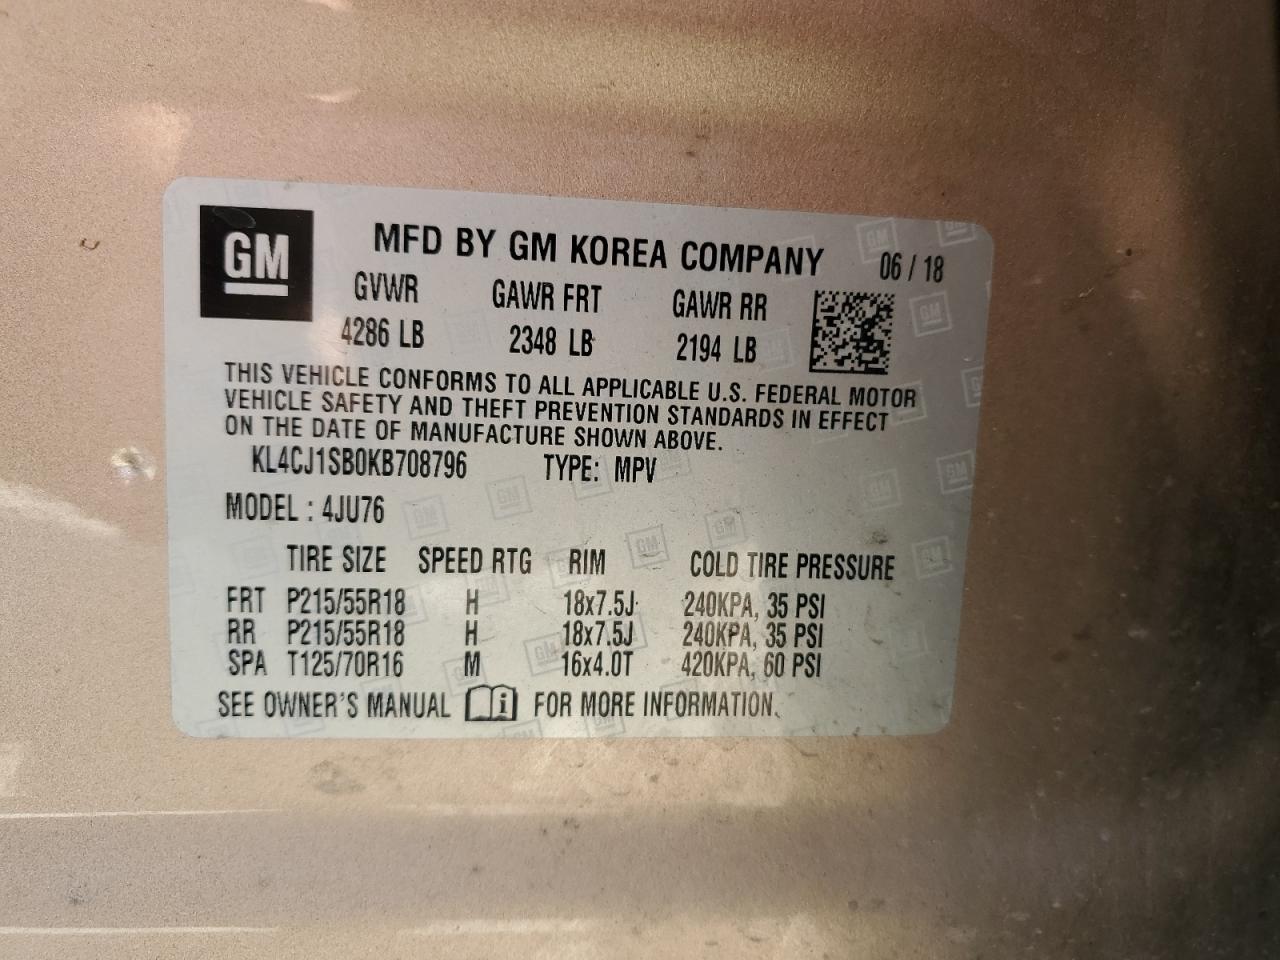 GM
MFD BY GM KOREA COMPANY 06 / 18
GVWR GAWR FRT GAWR RR
4286 LB 2348 LB 2194 LB
THIS VEHICLE CONFORMS TO ALL APPLICABLE U.S. FEDERAL MOTOR
VEHICLE SAFETY AND THEFT PREVENTION STANDARDS IN EFFECT
ON THE DATE OF MANUFACTURE SHOWN ABOVE.
KL4CJ1SB0KB708796 TYPE: MPV
MODEL : 4JU76
TIRE SIZE SPEED RTG RIM COLD TIRE PRESSURE
FRT P215/55R18 H 18x7.5J 240KPA, 35 PSI
RR P215/55R18 H 18x7.5J 240KPA, 35 PSI
SPA T125/70R16 M 16x4.0T 420KPA, 60 PSI
SEE OWNER'S MANUAL i FOR MORE INFORMATION.